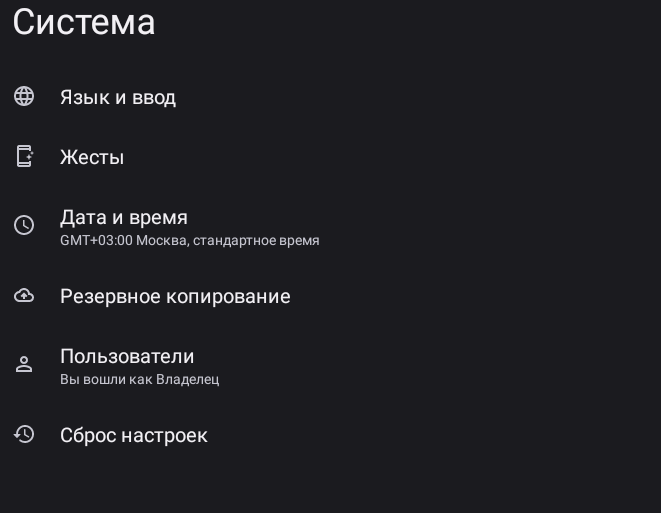 Система
Язык и ввод
Жесты
Дата и время
GMT+03:00 Москва, стандартное время
Резервное копирование
Пользователи
Вы вошли как Владелец
Сброс настроек